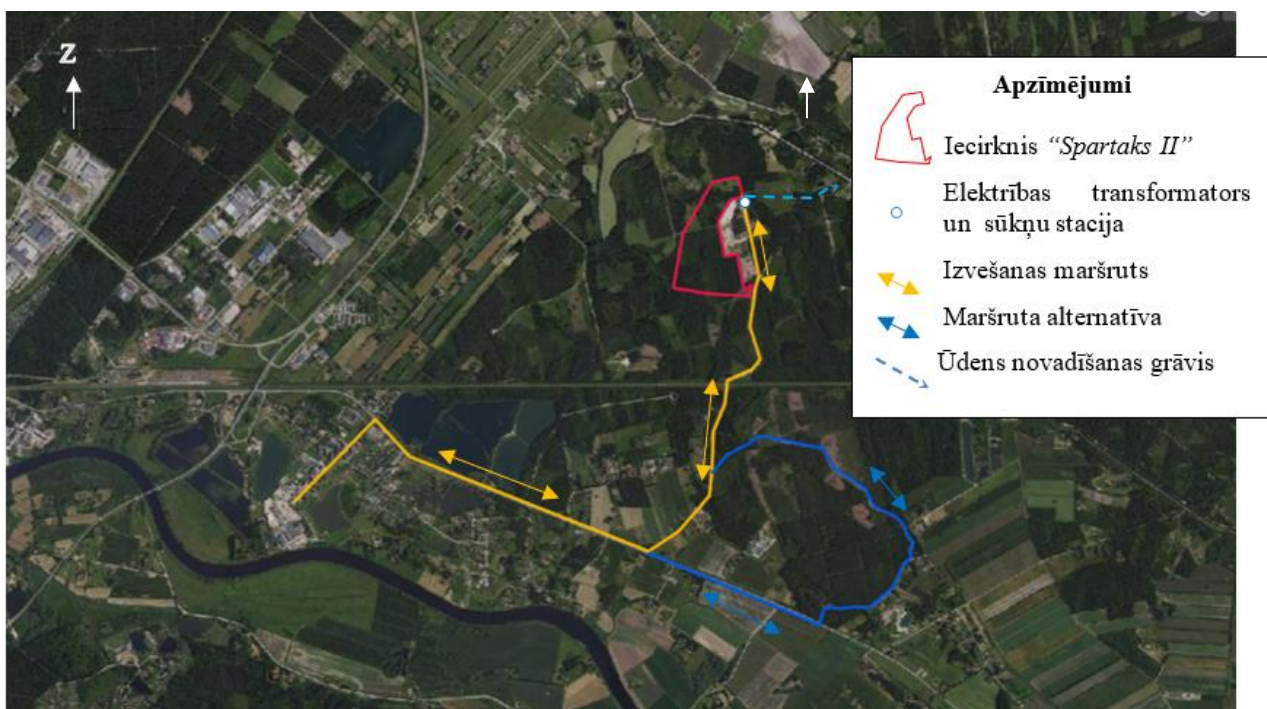 Z
Apzīmējumi
Iecirknis “Spartaks II”
Elektrības transformators
un sūkņu stacija
Izvešanas maršruts
Maršruta alternatīva
Ūdens novadīšanas grāvis